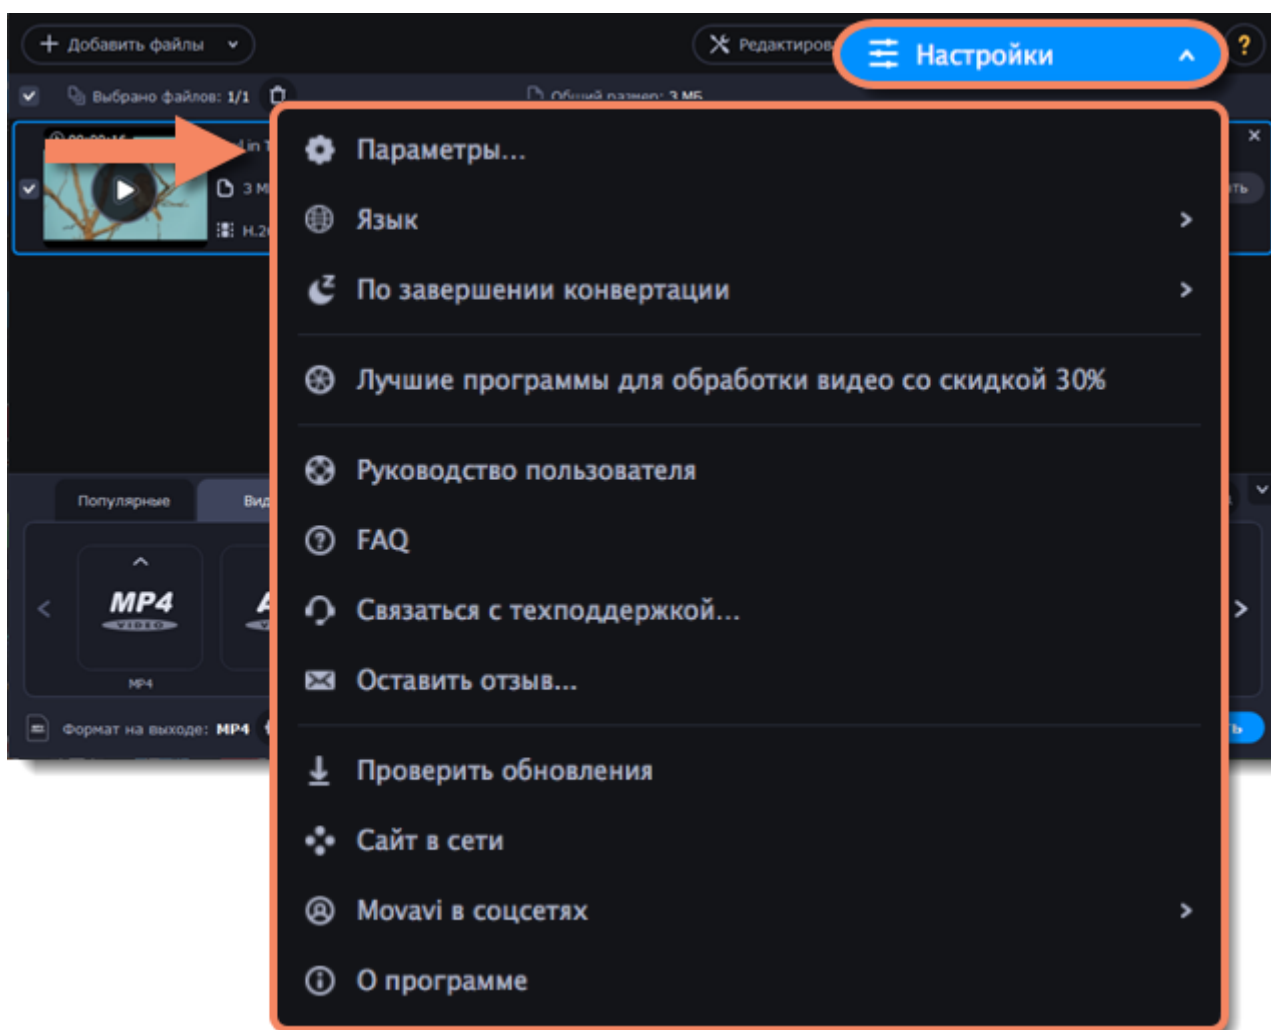 Добавить файлы
Настройки
?
Выбрано файлов: 1/1
Общий размер: 3 МБ
in
Параметры...
3
Язык
По завершении конвертации
Лучшие программы для обработки видео со скидкой 30%
Руководство пользователя
Популярные
FAQ
MP4
VIDEO
Связаться с техподдержкой...
MP4
Оставить отзыв...
Формат на выходе: MP4
Проверить обновления
Сайт в сети
Movavi в соцсетях
О программе